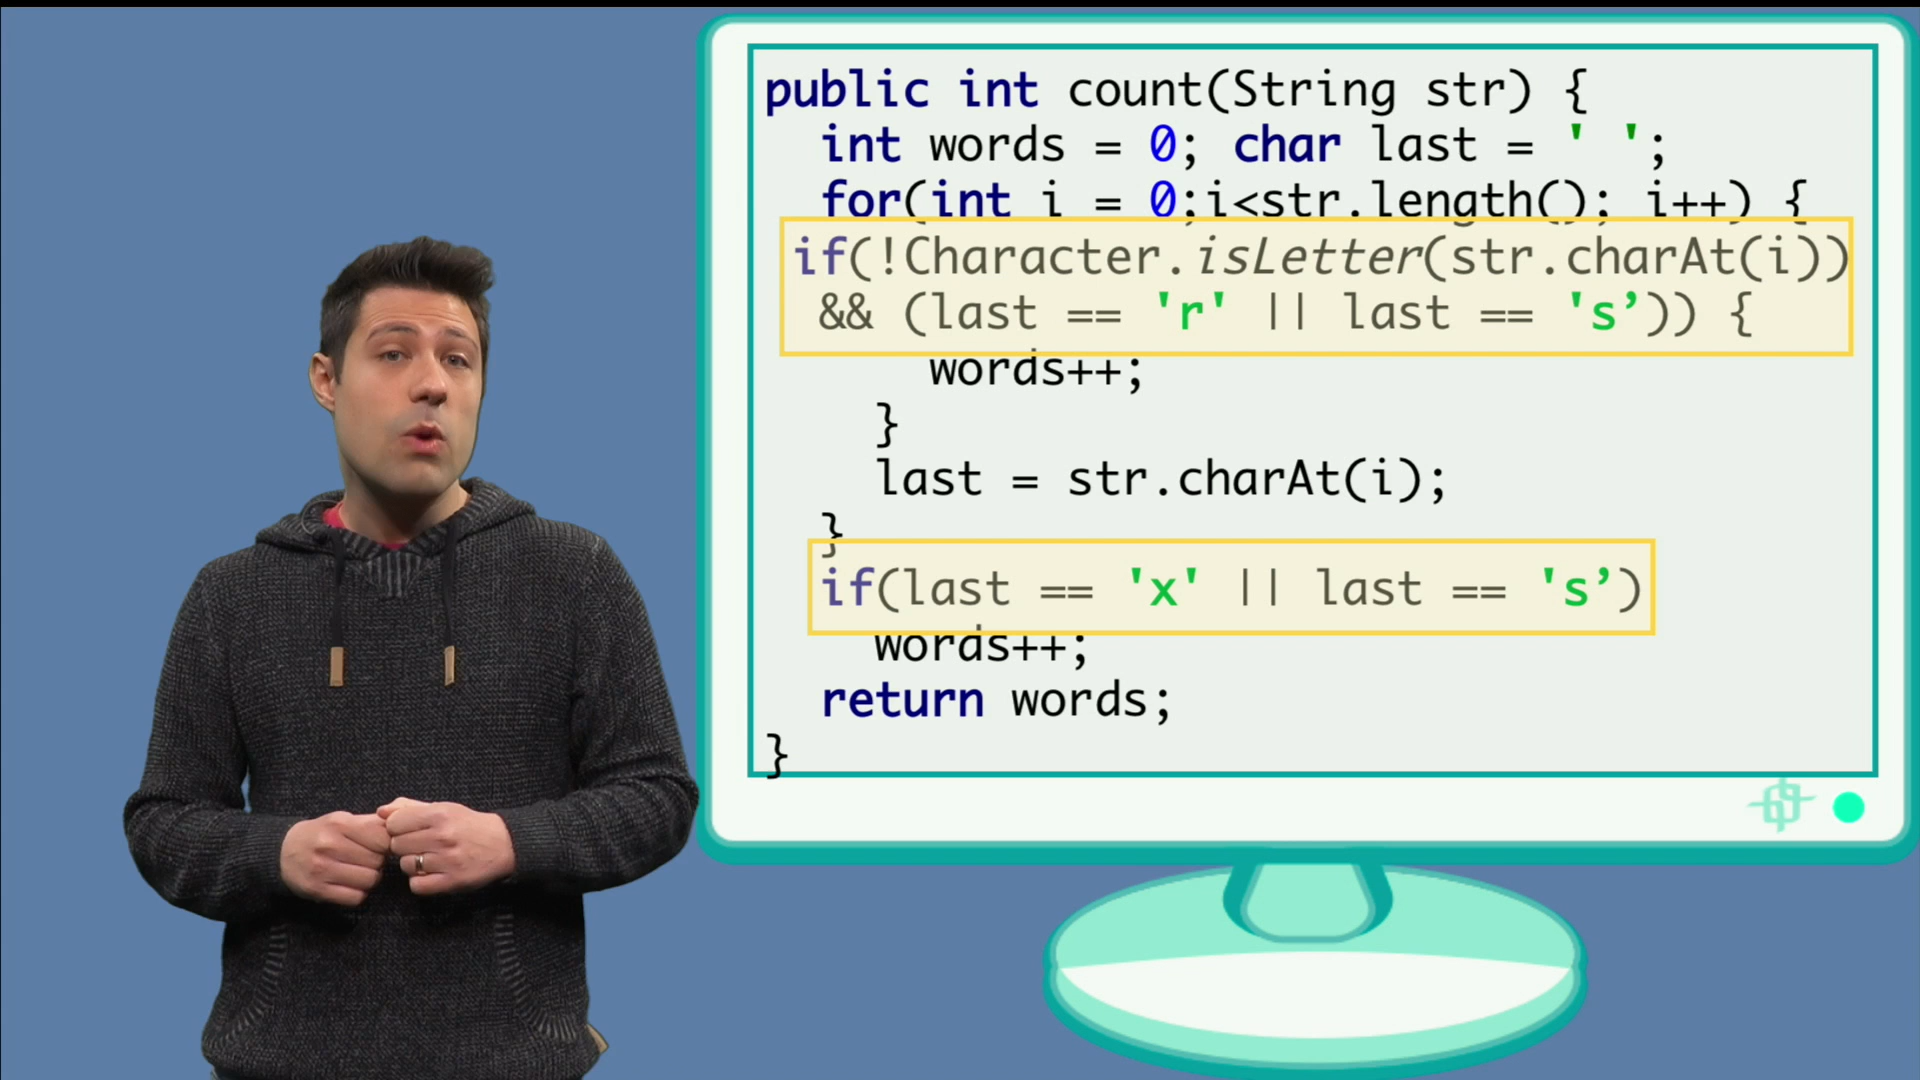 public int count(String str) {
int words = 0; char last = ' ';
for(int i = 0;i<str.length(); i++) {
if(!Character.isLetter(str.charAt(i))
&& (last == 'r' || last == 's’)) {
words++;
}
last = str.charAt(i);
}
if(last == 'x' || last == 's’)
words++;
return words;
}